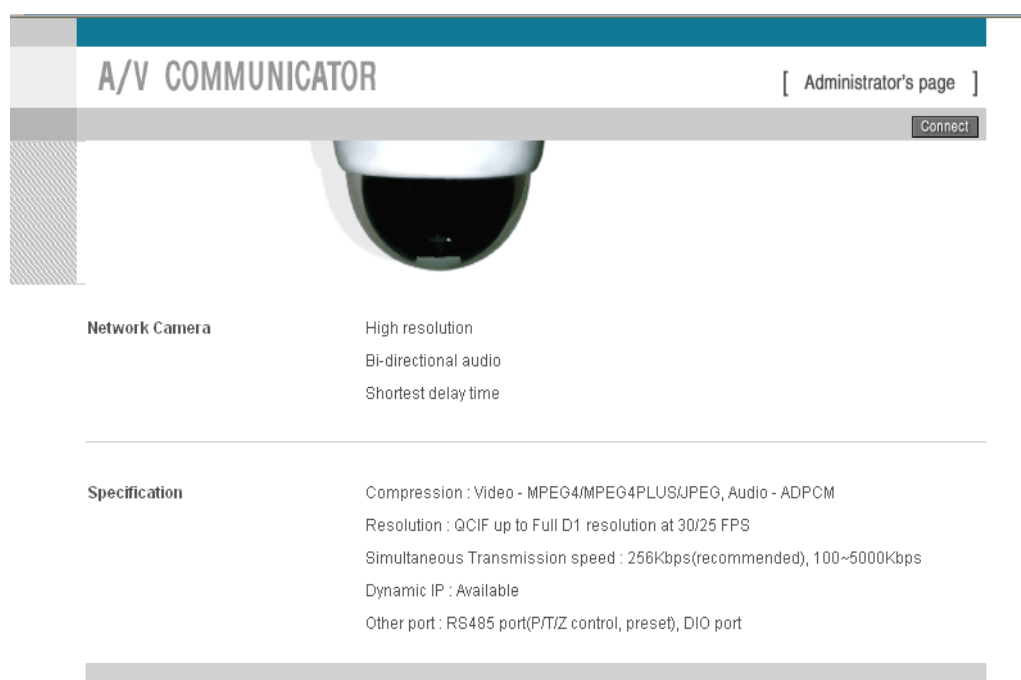 A/V COMMUNICATOR
[ Administrator's page ]
Connect
Network Camera
High resolution
Bi-directional audio
Shortest delay time
Specification
Compression : Video - MPEG4/MPEG4PLUS/JPEG, Audio - ADPCM
Resolution : QCIF up to Full D1 resolution at 30/25 FPS
Simultaneous Transmission speed : 256Kbps(recommended), 100~5000Kbps
Dynamic IP : Available
Other port : RS485 port(P/T/Z control, preset), DIO port